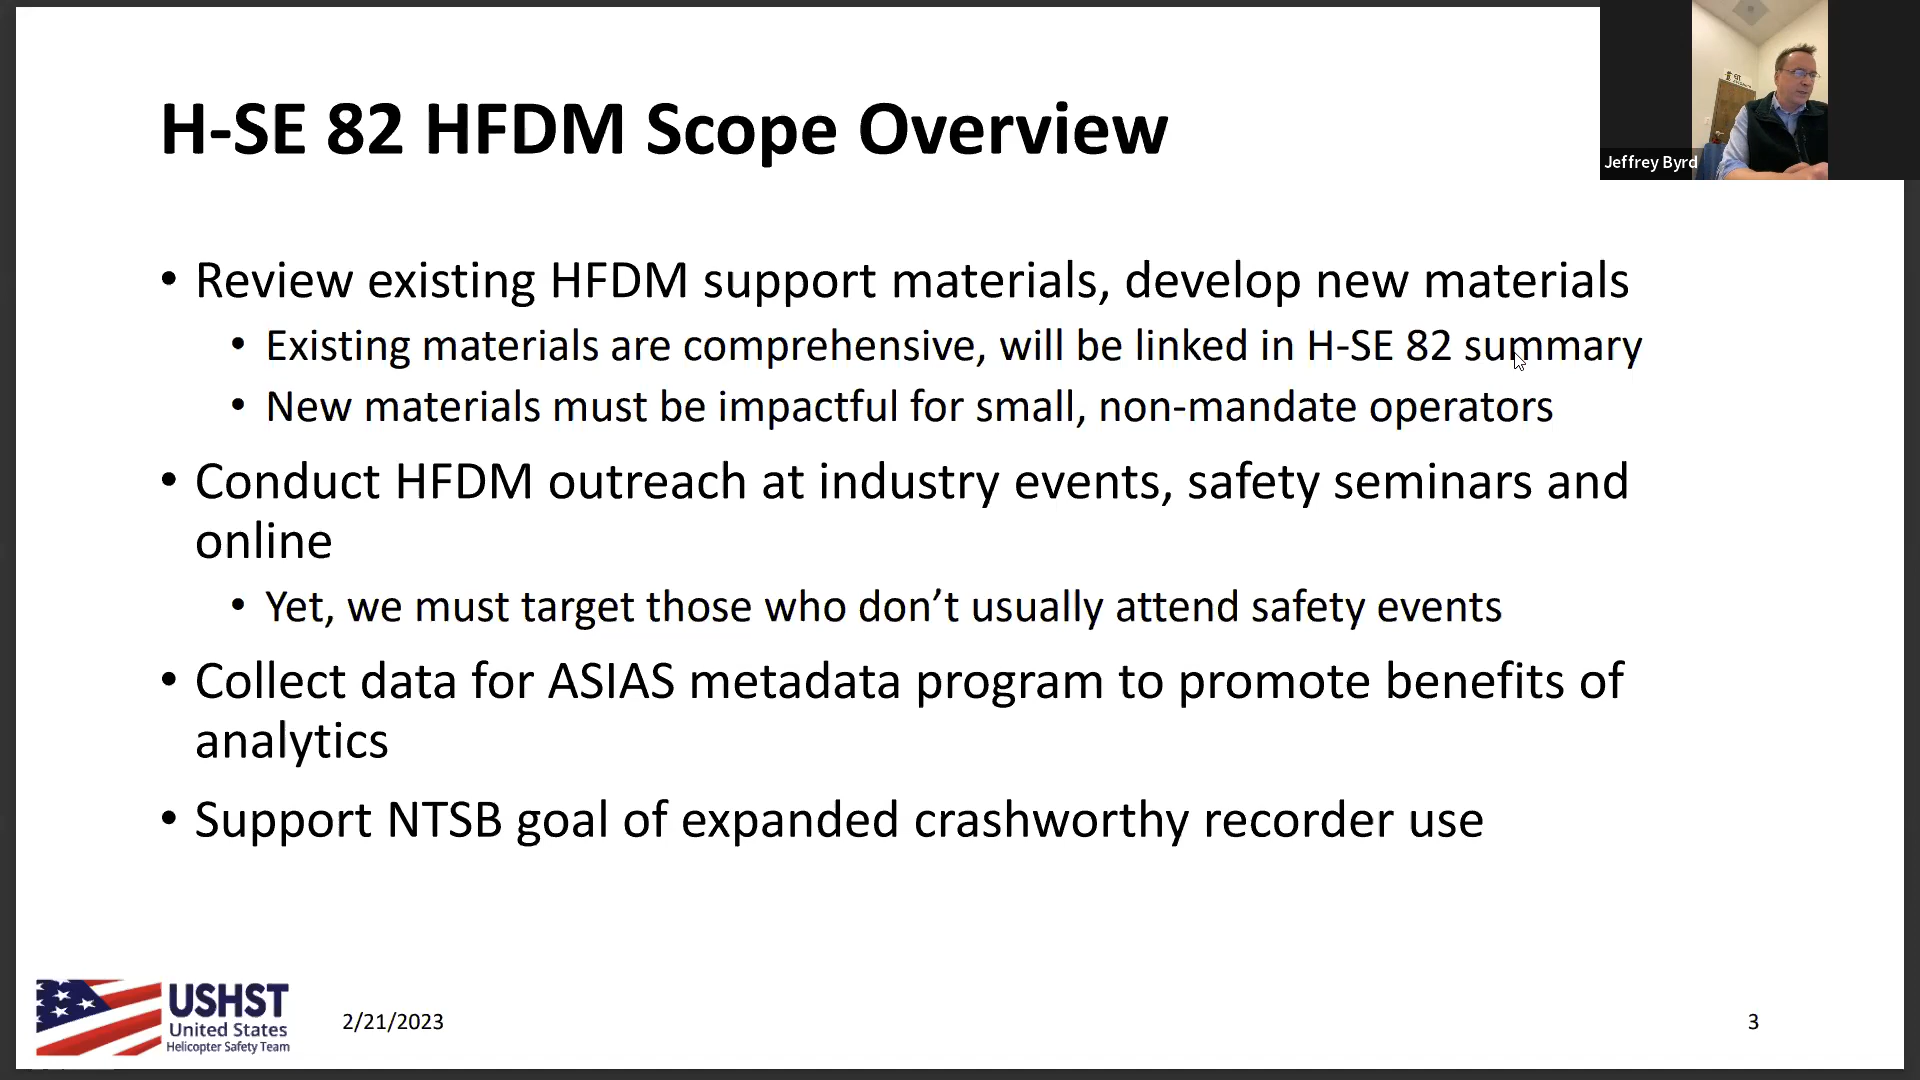 H-SE 82 HFDM Scope Overview
Jeffrey Byrd
• Review existing HFDM support materials, develop new materials
• Existing materials are comprehensive, will be linked in H-SE 82 summary
• New materials must be impactful for small, non-mandate operators
• Conduct HFDM outreach at industry events, safety seminars and
online
• Yet, we must target those who don’t usually attend safety events
• Collect data for ASIAS metadata program to promote benefits of
analytics
• Support NTSB goal of expanded crashworthy recorder use
USHST
United States
Helicopter Safety Team
2/21/2023
3